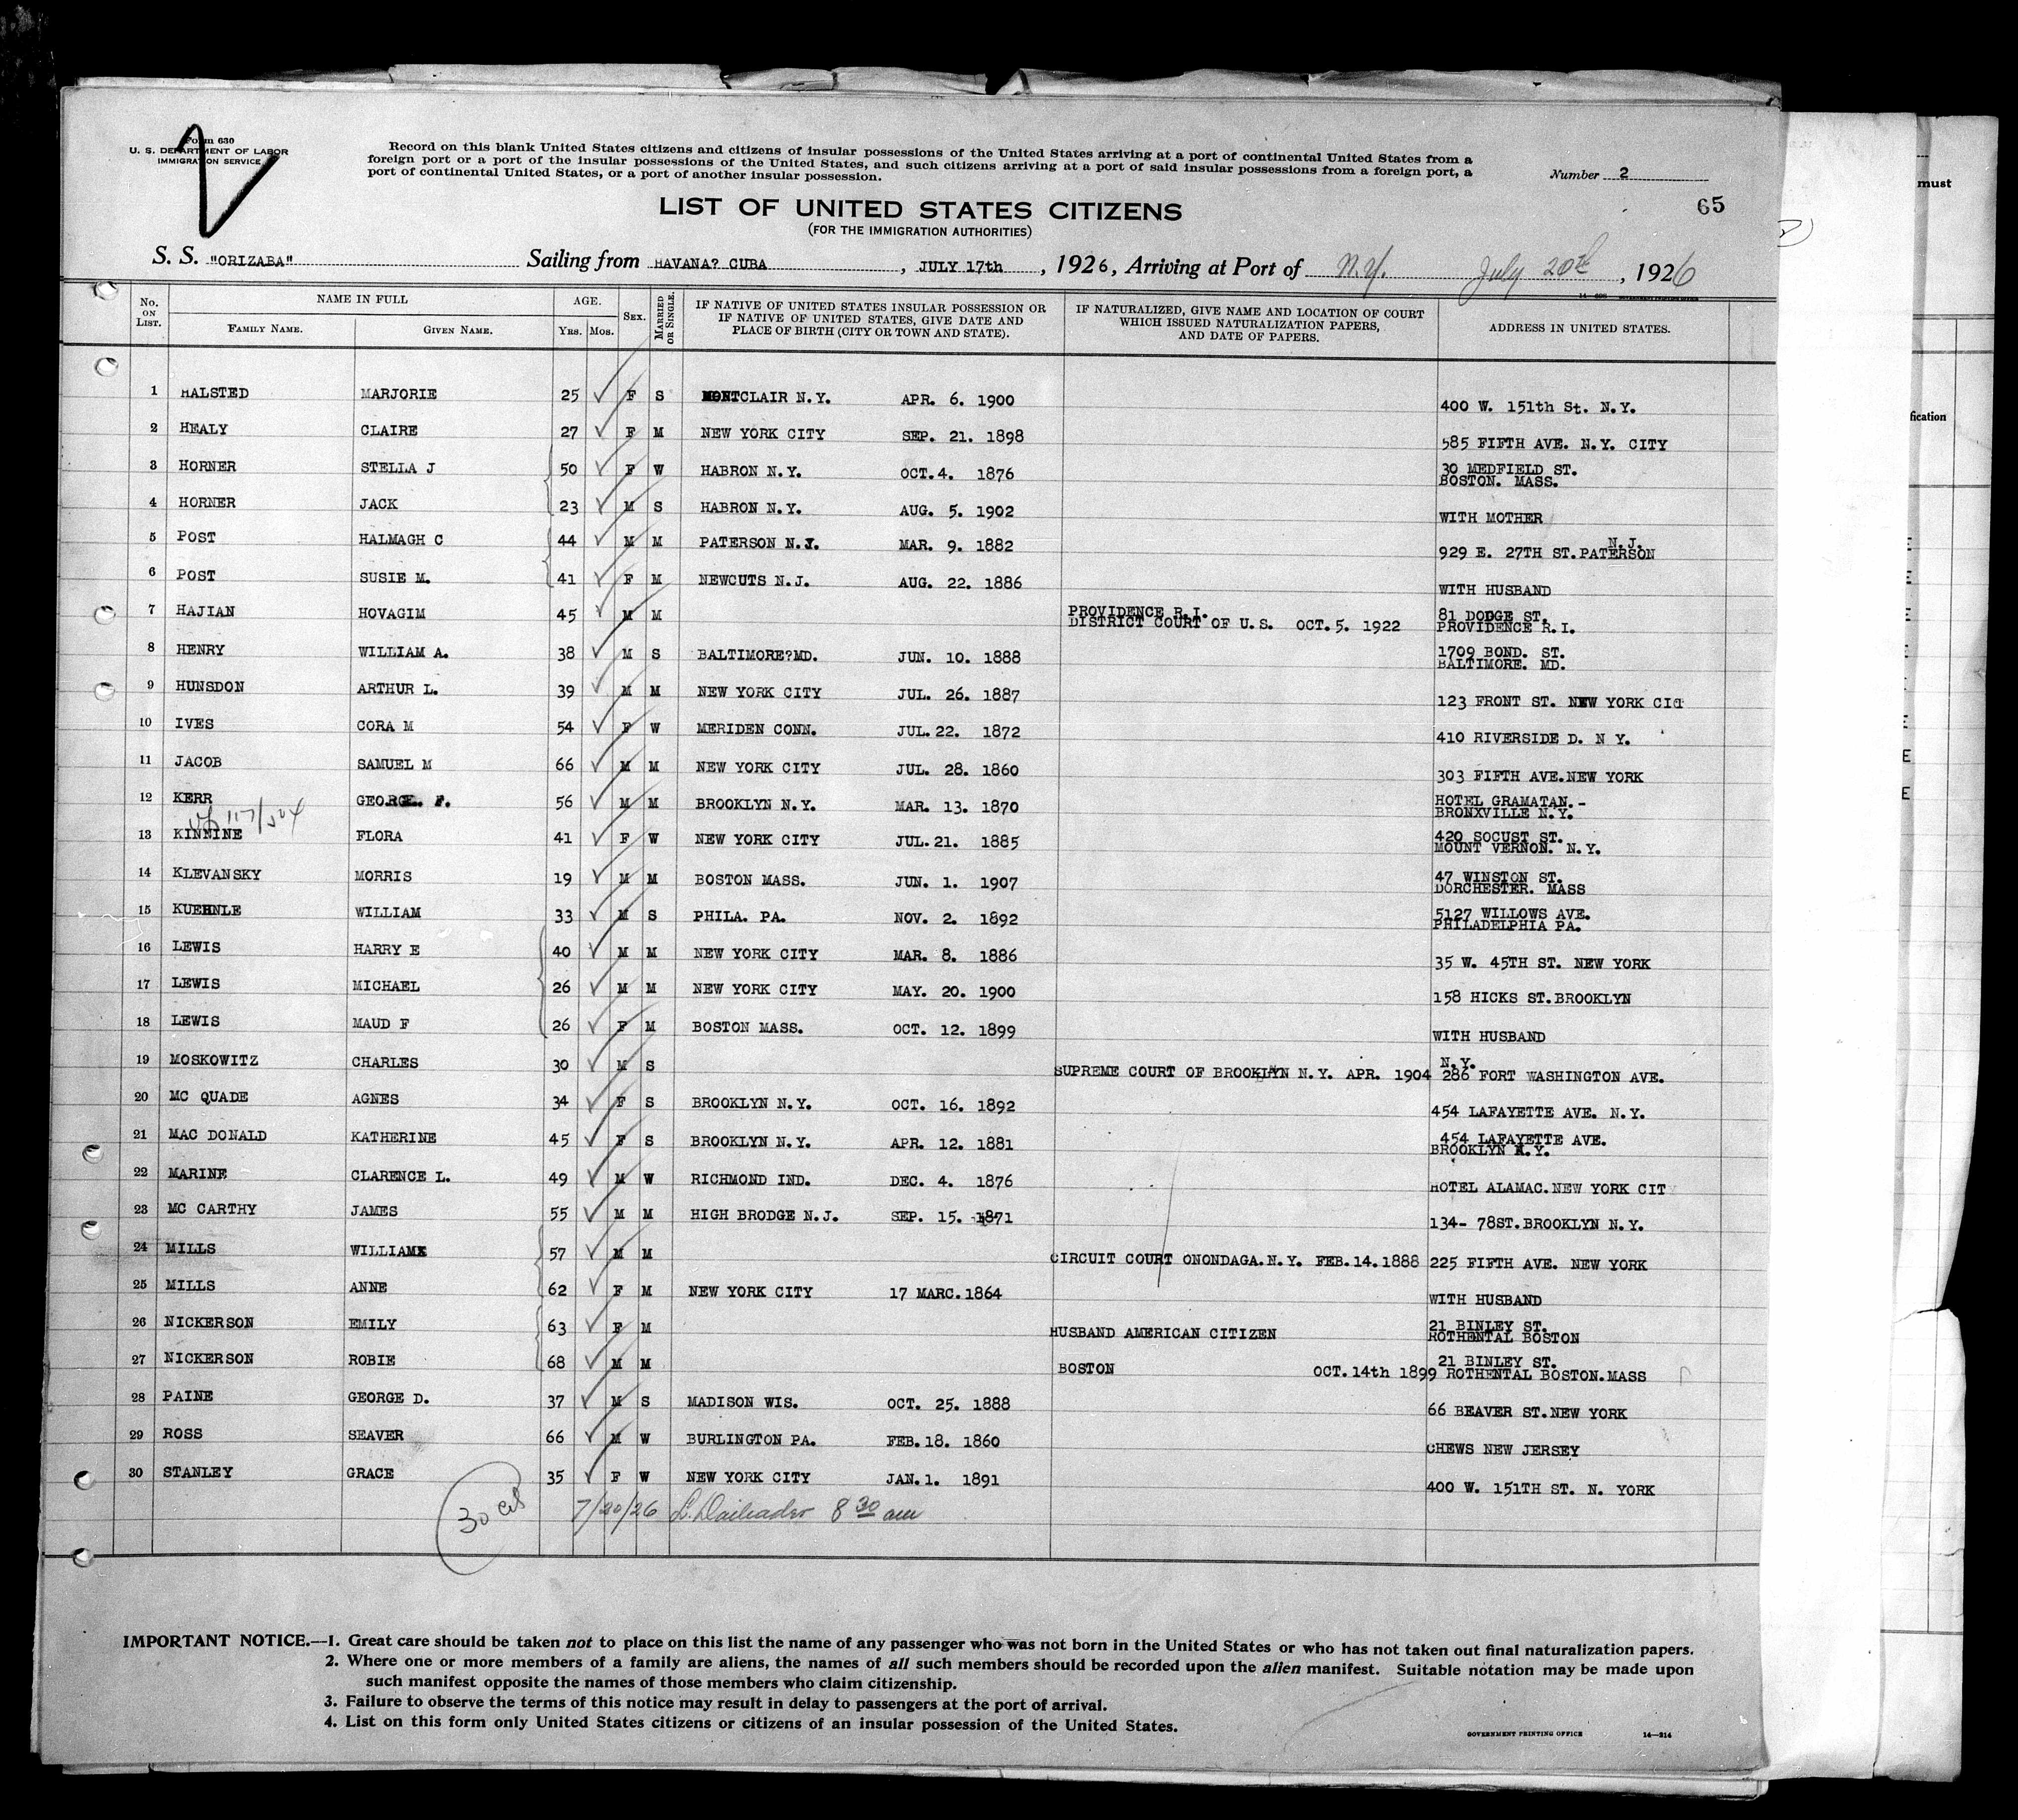 Form 630
U. S. DEPARTMENT OF LABOR
IMMIGRATION SERVICE
Record on this blank United States citizens and citizens of insular possessions of the United States arriving at a port of continental United States from a
foreign port or a port of the insular possessions of the United States, and such citizens arriving at a port of said insular possessions from a foreign port, a
port of continental United States, or a port of another insular possession.
Number 2
65
LIST OF UNITED STATES CITIZENS
(FOR THE IMMIGRATION AUTHORITIES)
S. S. "ORIZABA" Sailing from HAVANA? CUBA, JULY 17th, 1926, Arriving at Port of N.Y. July 20th, 1926
No. ON LIST. NAME IN FULL FAMILY NAME. GIVEN NAME. AGE. Yrs. Mos. SEX. MARRIED OR SINGLE. IF NATIVE OF UNITED STATES INSULAR POSSESSION OR IF NATIVE OF UNITED STATES, GIVE DATE AND PLACE OF BIRTH (CITY OR TOWN AND STATE). IF NATURALIZED, GIVE NAME AND LOCATION OF COURT WHICH ISSUED NATURALIZATION PAPERS, AND DATE OF PAPERS. ADDRESS IN UNITED STATES.
1 HALSTED MARJORIE 25 F S MONTCLAIR N.Y. APR. 6. 1900 400 W. 151th St. N.Y.
2 HEALY CLAIRE 27 F M NEW YORK CITY SEP. 21. 1898 585 FIFTH AVE. N.Y. CITY
3 HORNER STELLA J 50 F W HABRON N.Y. OCT. 4. 1876 30 MEDFIELD ST. BOSTON. MASS.
4 HORNER JACK 23 M S HABRON N.Y. AUG. 5. 1902 WITH MOTHER
5 POST HALMAGH C 44 M M PATERSON N.J. MAR. 9. 1882 929 E. 27TH ST. PATERSON N.J.
6 POST SUSIE M. 41 F M NEWCUTS N.J. AUG. 22. 1886 WITH HUSBAND
7 HAJIAN HOVAGIM 45 M M PROVIDENCE R.I. DISTRICT COURT OF U.S. OCT. 5. 1922 81 DODGE ST. PROVIDENCE R.I.
8 HENRY WILLIAM A. 38 M S BALTIMORE?MD. JUN. 10. 1888 1709 BOND. ST. BALTIMORE. MD.
9 HUNSDON ARTHUR L. 39 M M NEW YORK CITY JUL. 26. 1887 123 FRONT ST. NEW YORK CIT
10 IVES CORA M 54 F W MERIDEN CONN. JUL. 22. 1872 410 RIVERSIDE D. N Y.
11 JACOB SAMUEL M 66 M M NEW YORK CITY JUL. 28. 1860 303 FIFTH AVE. NEW YORK
12 KERR GEORGE. F. 56 M M BROOKLYN N.Y. MAR. 13. 1870 HOTEL GRAMATAN.- BRONXVILLE N.Y.
13 KINNINE FLORA 41 F W NEW YORK CITY JUL. 21. 1885 420 SOCUST ST. MOUNT VERNON. N.Y.
14 KLEVANSKY MORRIS 19 M M BOSTON MASS. JUN. 1. 1907 47 WINSTON ST. DORCHESTER. MASS
15 KUEHNLE WILLIAM 33 M S PHILA. PA. NOV. 2. 1892 5127 WILLOWS AVE. PHILADELPHIA PA.
16 LEWIS HARRY E 40 M M NEW YORK CITY MAR. 8. 1886 35 W. 45TH ST. NEW YORK
17 LEWIS MICHAEL 26 M M NEW YORK CITY MAY. 20. 1900 158 HICKS ST. BROOKLYN
18 LEWIS MAUD F 26 F M BOSTON MASS. OCT. 12. 1899 WITH HUSBAND
19 MOSKOWITZ CHARLES 30 M S SUPREME COURT OF BROOKLYN N.Y. APR. 1904 N.Y. 286 FORT WASHINGTON AVE.
20 MC QUADE AGNES 34 F S BROOKLYN N.Y. OCT. 16. 1892 454 LAFAYETTE AVE. N.Y.
21 MAC DONALD KATHERINE 45 F S BROOKLYN N.Y. APR. 12. 1881 454 LAFAYETTE AVE. BROOKLYN N.Y.
22 MARINE CLARENCE L. 49 M W RICHMOND IND. DEC. 4. 1876 HOTEL ALAMAC. NEW YORK CIT
23 MC CARTHY JAMES 55 M M HIGH BRODGE N.J. SEP. 15. 1871 134- 78ST. BROOKLYN N.Y.
24 MILLS WILLIAM 57 M M CIRCUIT COURT ONONDAGA. N.Y. FEB. 14. 1888 225 FIFTH AVE. NEW YORK
25 MILLS ANNE 62 F M NEW YORK CITY 17 MARC. 1864 WITH HUSBAND
26 NICKERSON EMILY 63 F M HUSBAND AMERICAN CITIZEN 21 BINLEY ST. ROTHENTAL BOSTON
27 NICKERSON ROBIE 68 M M BOSTON OCT. 14th 1899 21 BINLEY ST. ROTHENTAL BOSTON. MASS
28 PAINE GEORGE D. 37 M S MADISON WIS. OCT. 25. 1888 66 BEAVER ST. NEW YORK
29 ROSS SEAVER 66 M W BURLINGTON PA. FEB. 18. 1860 CHEWS NEW JERSEY
30 STANLEY GRACE 35 F W NEW YORK CITY JAN. 1. 1891 400 W. 151TH ST. N. YORK
30 7/20/26 8 30 am
IMPORTANT NOTICE.—1. Great care should be taken not to place on this list the name of any passenger who was not born in the United States or who has not taken out final naturalization papers.
2. Where one or more members of a family are aliens, the names of all such members should be recorded upon the alien manifest. Suitable notation may be made upon
such manifest opposite the names of those members who claim citizenship.
3. Failure to observe the terms of this notice may result in delay to passengers at the port of arrival.
4. List on this form only United States citizens or citizens of an insular possession of the United States.
GOVERNMENT PRINTING OFFICE 14—214
must